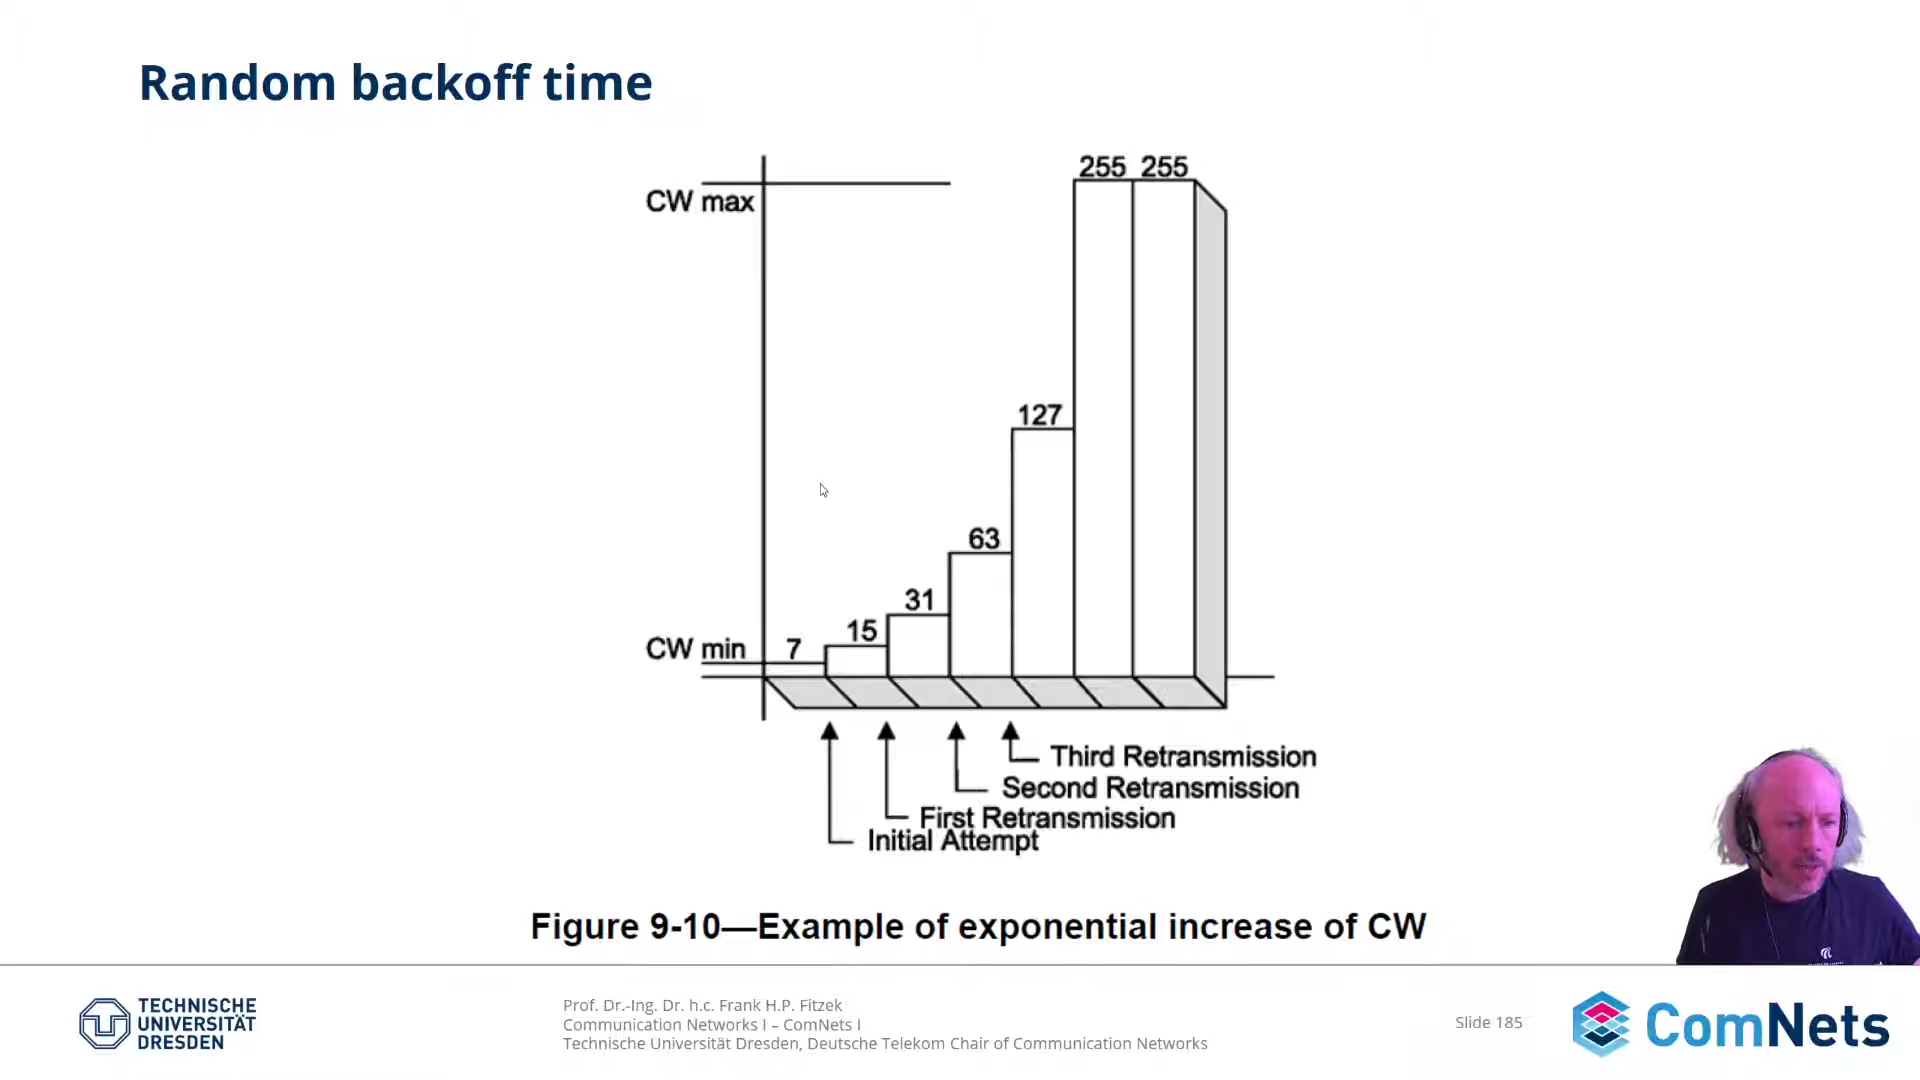 Random backoff time
255 255
CW max
127
63
31
15
CW min 7
Third Retransmission
Second Retransmission
First Retransmission
Initial Attempt
Figure 9-10—Example of exponential increase of CW
TECHNISCHE
UNIVERSITÄT
DRESDEN
Prof. Dr.-Ing. Dr. h.c. Frank H.P. Fitzek
Communication Networks I – ComNets I
Technische Universität Dresden, Deutsche Telekom Chair of Communication Networks
Slide 185
ComNets